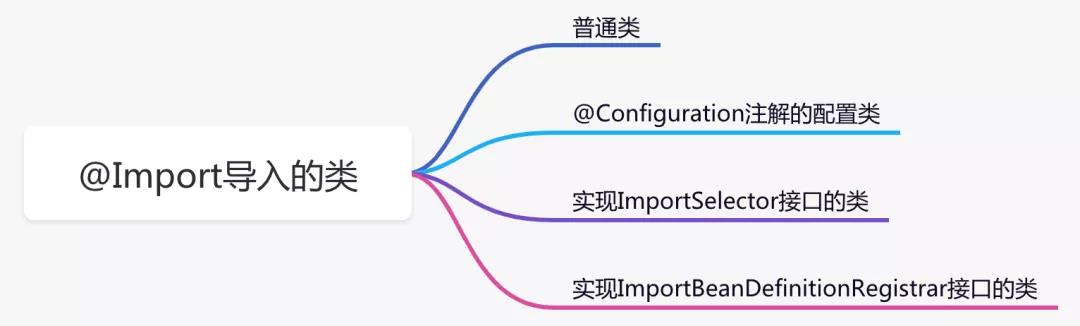 普通类
@Configuration注解的配置类
@Import导入的类
实现ImportSelector接口的类
实现ImportBeanDefinitionRegistrar接口的类